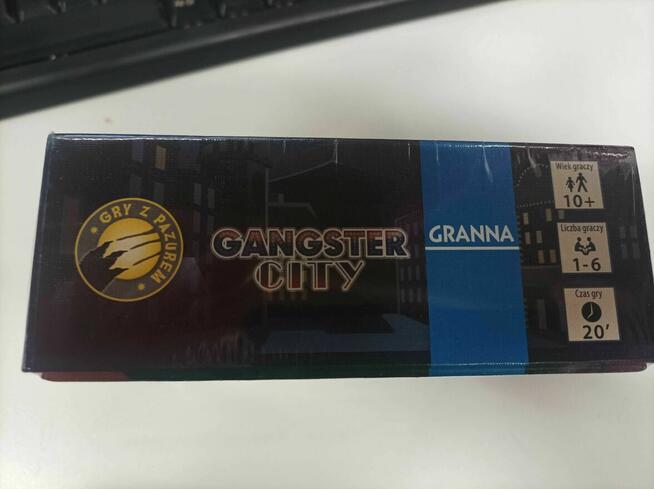 GRY Z PAZUREM
GANGSTER
CITY
GRANNA
Wiek graczy
10+
Liczba graczy
1-6
Czas gry
20'